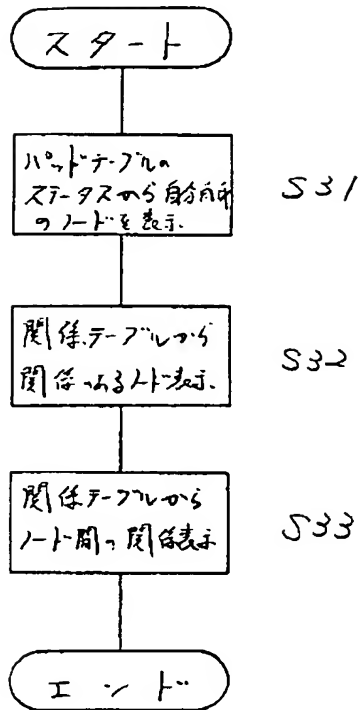 スタート
パッドテーブルの
ステータスから自分
のノードを表示.
S31
関係テーブルから
関係のあるノード表示.
S32
関係テーブルから
ノード間の関係表示
S33
エンド